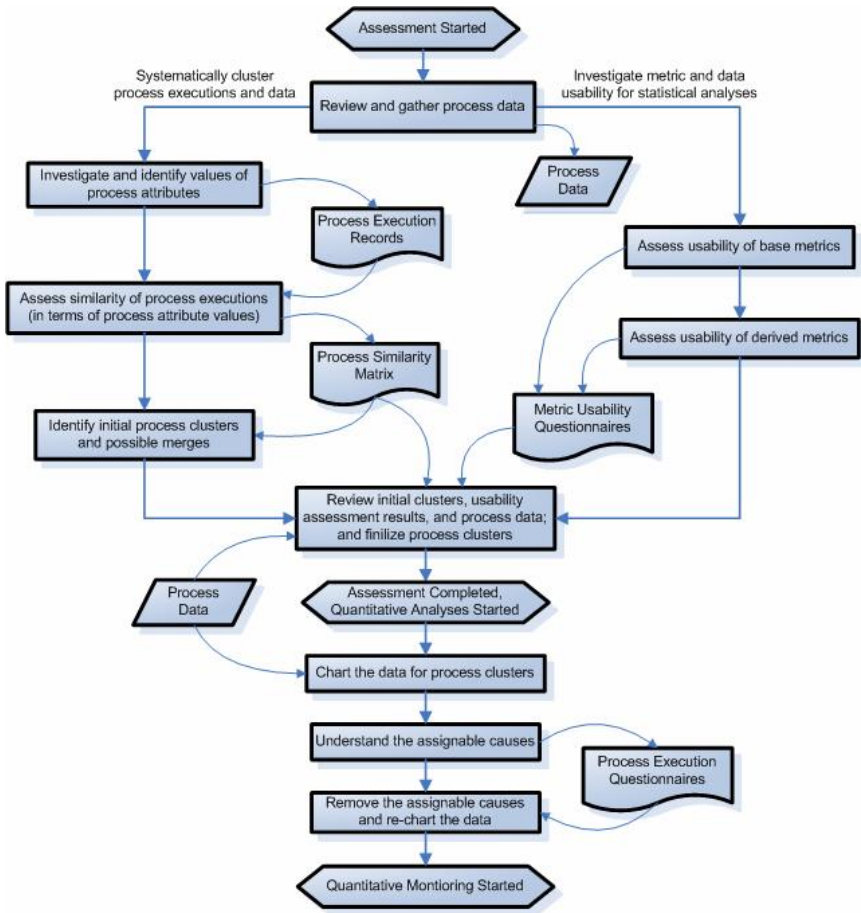 Assessment Started
Systematically cluster
process executions and data
Investigate metric and data
usability for statistical analyses
Review and gather process data
Process
Data
Investigate and identify values of
process attributes
Process Execution
Records
Assess usability of base metrics
Assess similarity of process executions
(in terms of process attribute values)
Assess usability of derived metrics
Process Similarity
Matrix
Identify initial process clusters
and possible merges
Metric Usability
Questionnaires
Review initial clusters, usability
assessment results, and process data;
and finilize process clusters
Process
Data
Assessment Completed,
Quantitative Analyses Started
Chart the data for process clusters
Understand the assignable causes
Process Execution
Questionnaires
Remove the assignable causes
and re-chart the data
Quantitative Montioring Started